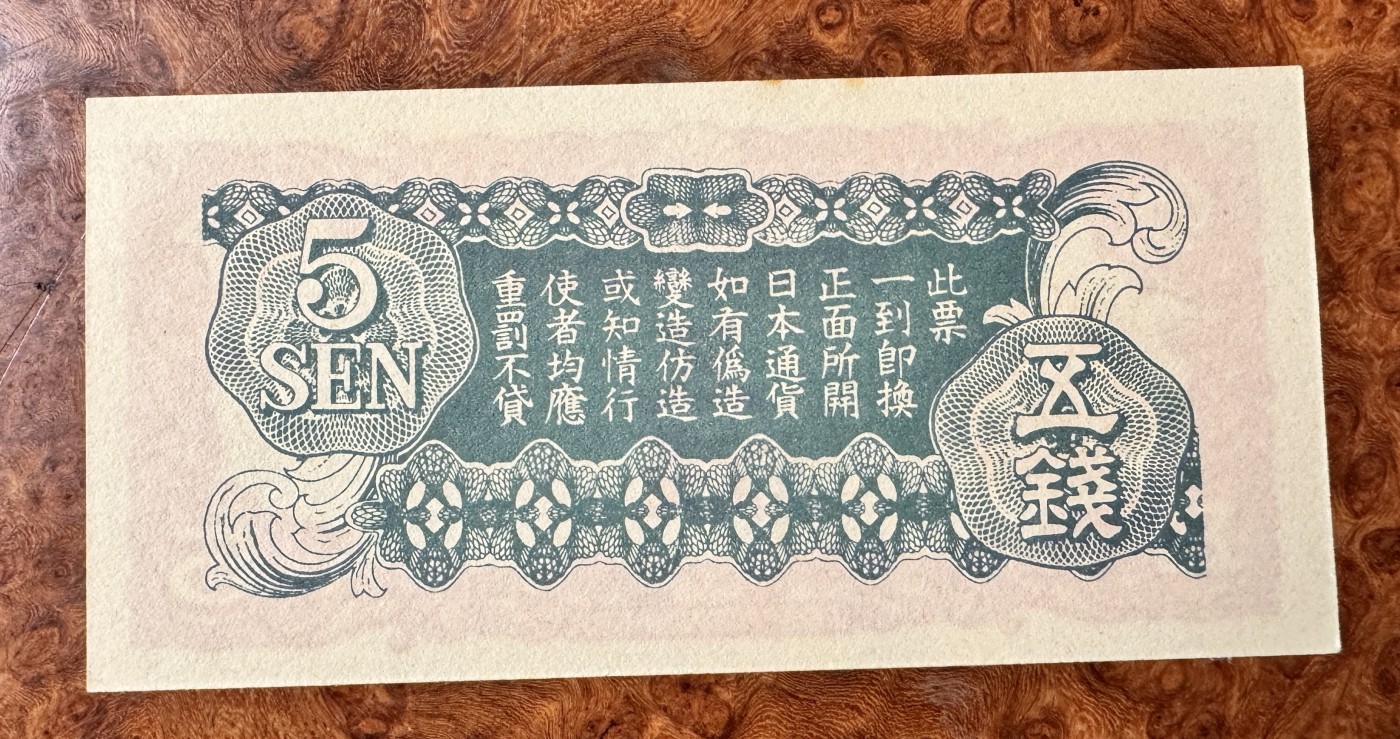 5
SEN
此票
一到卽換
正面所開
日本通貨
如有僞造
變造仿造
或知情行
使者均應
重罰不貸
五
錢